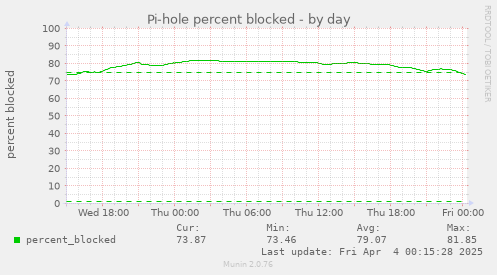 Pi-hole percent blocked - by day
RRDTOOL / TOBI OETIKER
percent blocked
100
90
80
70
60
50
40
30
20
10
0
Wed 18:00 Thu 00:00 Thu 06:00 Thu 12:00 Thu 18:00 Fri 00:00
Cur: Min: Avg: Max:
percent_blocked 73.87 73.46 79.07 81.85
Last update: Fri Apr 4 00:15:28 2025
Munin 2.0.76